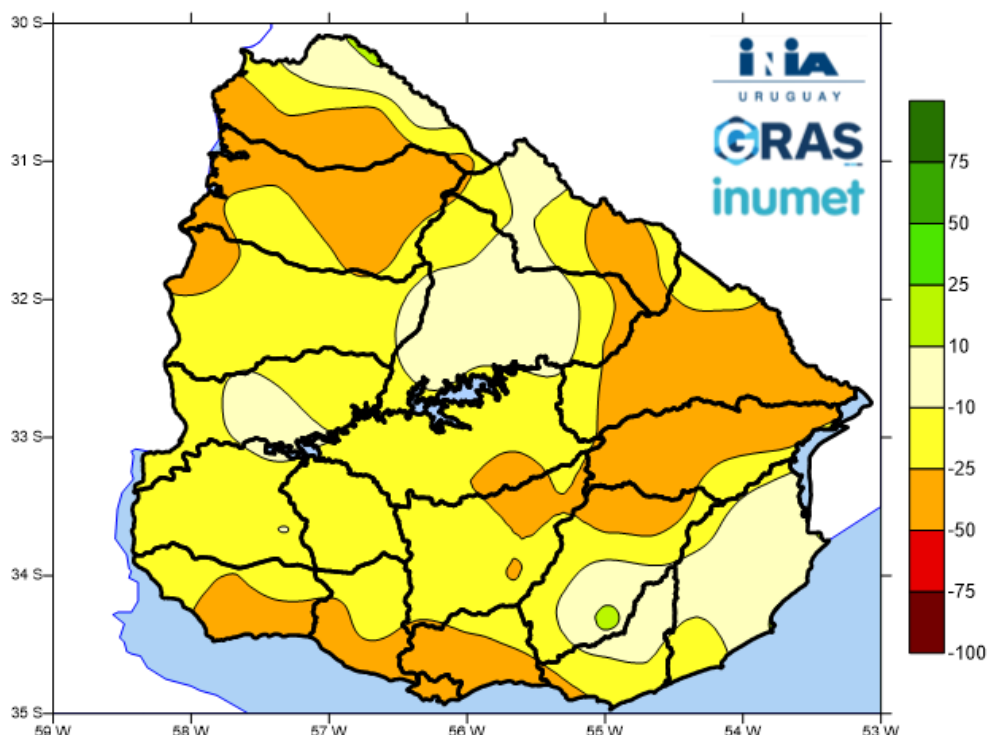 30 S
31 S
32 S
33 S
34 S
35 S
59 W
58 W
57 W
56 W
55 W
54 W
53 W
INIA
URUGUAY
GRAS
inumet
75
50
25
10
-10
-25
-50
-75
-100